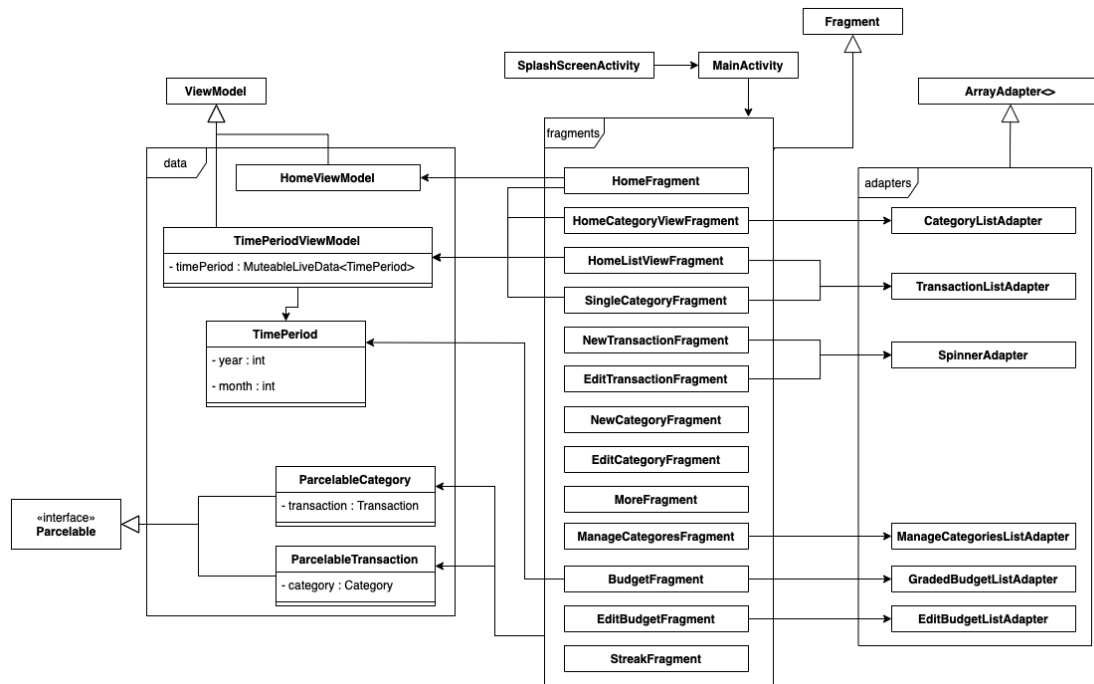 Fragment
SplashScreenActivity
MainActivity
ViewModel
ArrayAdapter<>
fragments
data
HomeViewModel
HomeFragment
adapters
HomeCategoryViewFragment
CategoryListAdapter
TimePeriodViewModel
- timePeriod : MuteableLiveData<TimePeriod>
HomeListViewFragment
TransactionListAdapter
SingleCategoryFragment
TimePeriod
- year : int
- month : int
NewTransactionFragment
SpinnerAdapter
EditTransactionFragment
NewCategoryFragment
EditCategoryFragment
ParcelableCategory
- transaction : Transaction
MoreFragment
«interface»
Parcelable
ManageCategoresFragment
ManageCategoriesListAdapter
ParcelableTransaction
- category : Category
BudgetFragment
GradedBudgetListAdapter
EditBudgetFragment
EditBudgetListAdapter
StreakFragment